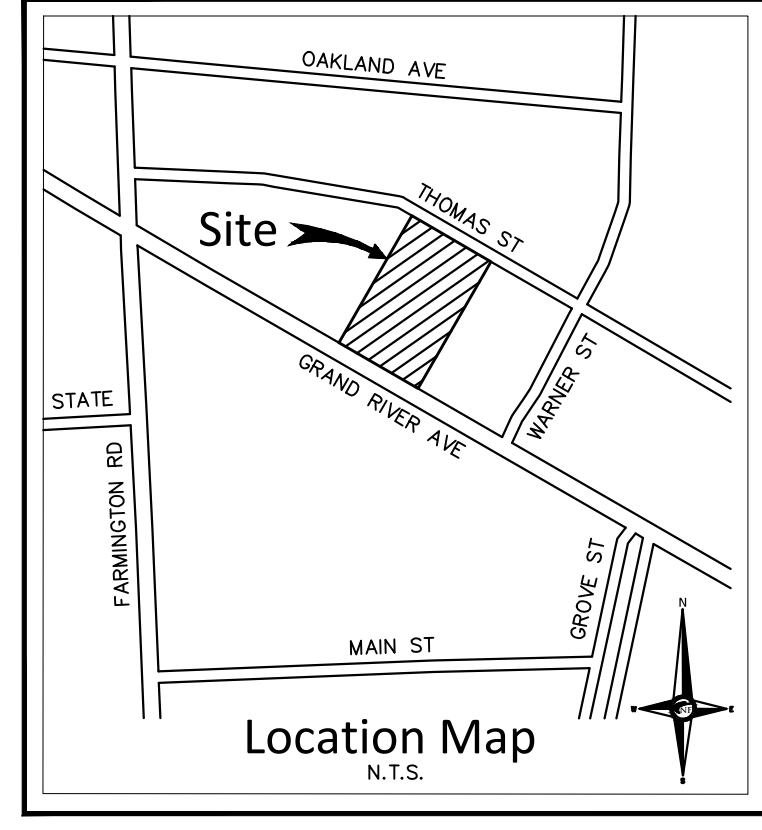 OAKLAND AVE
THOMAS ST
Site
GRAND RIVER AVE
WARNER ST
STATE
FARMINGTON RD
GROVE ST
MAIN ST
N
W
E
S
NF
Location Map
N.T.S.